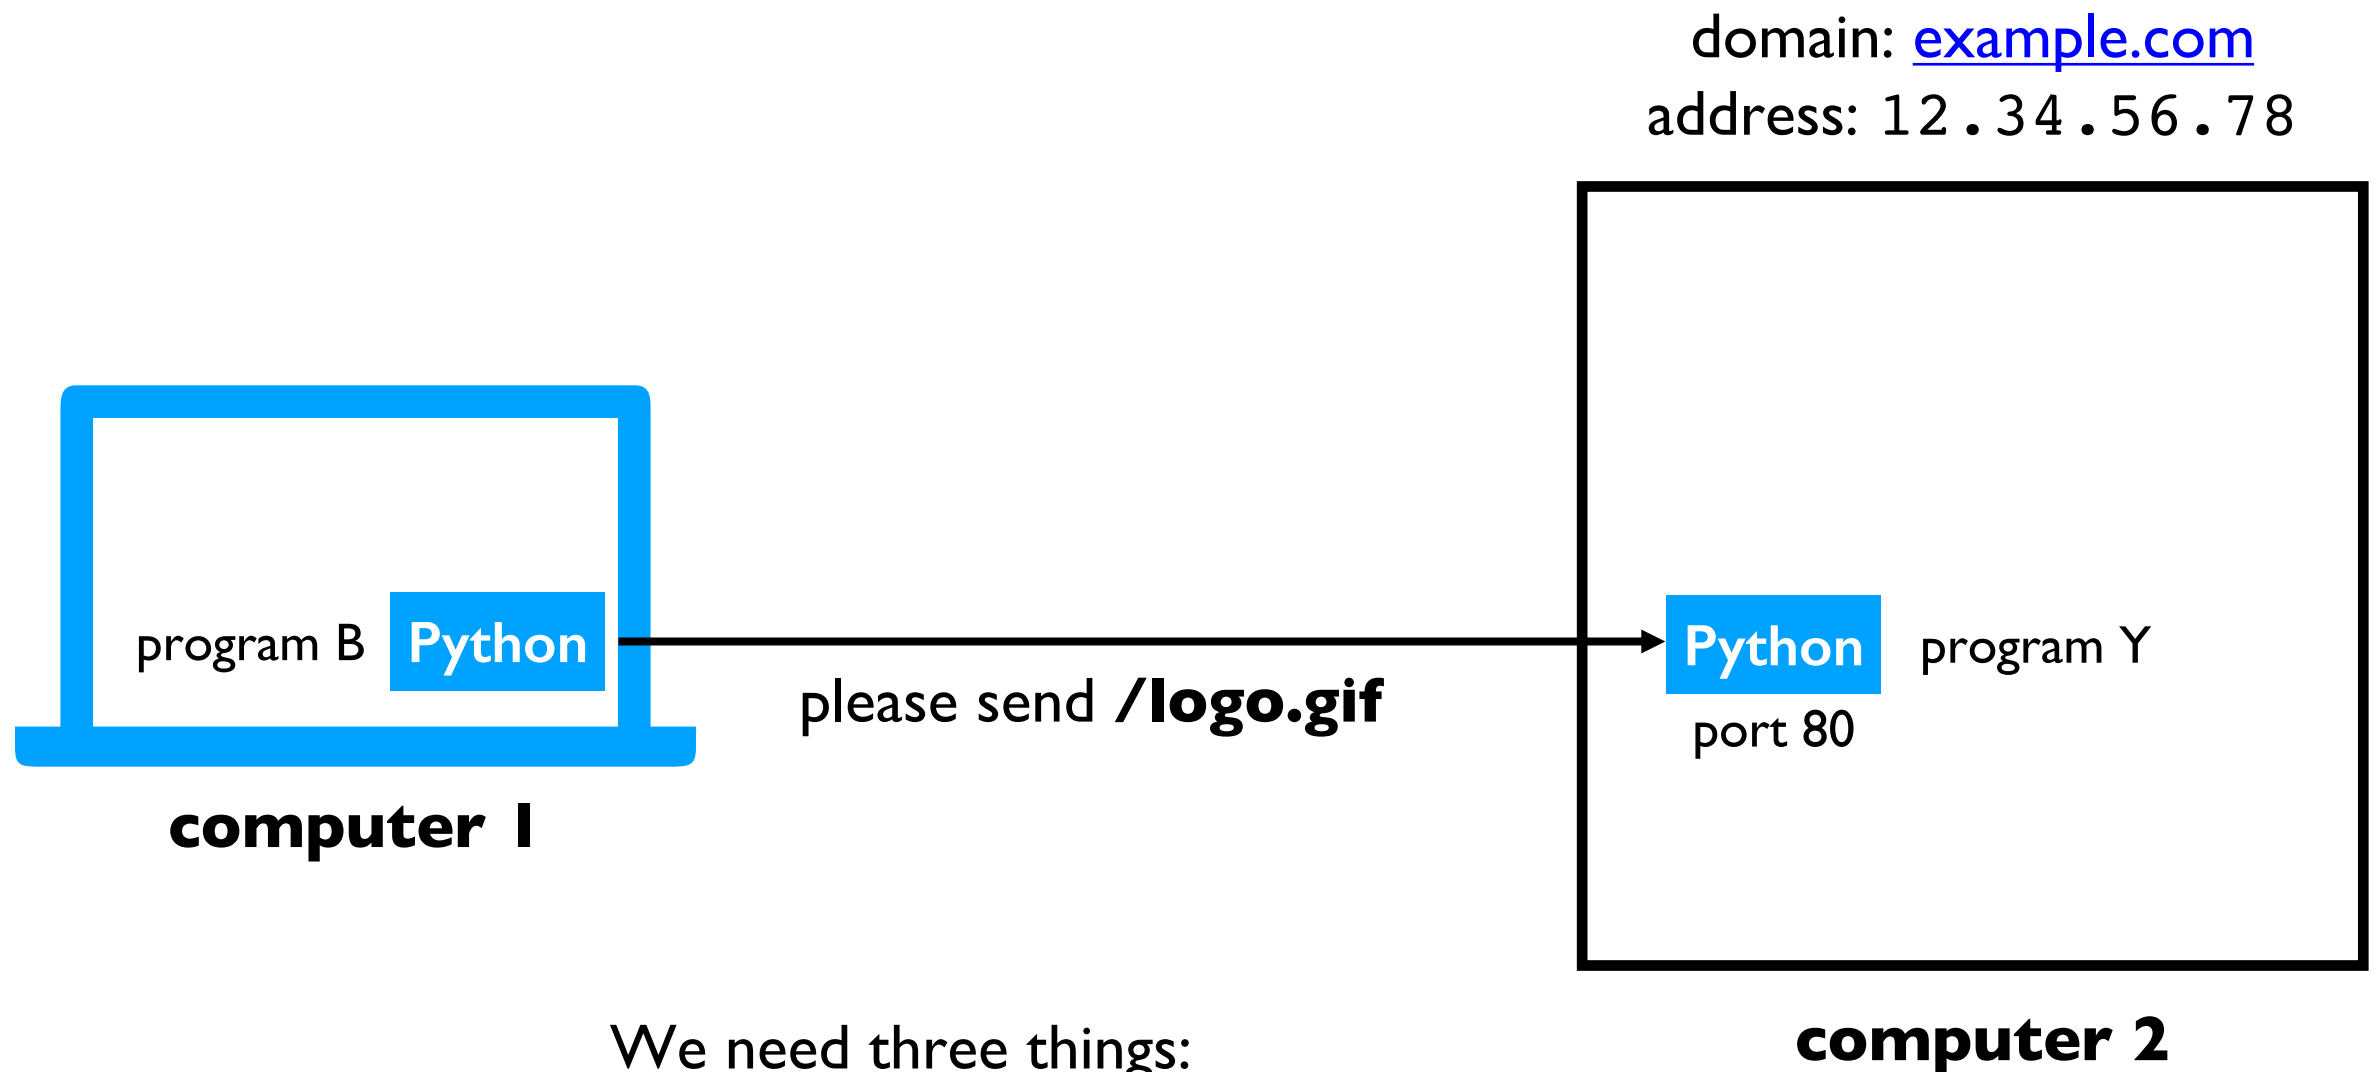 domain: example.com
address: 12.34.56.78
program B
Python
Python
program Y
please send /logo.gif
port 80
computer 1
computer 2
We need three things: